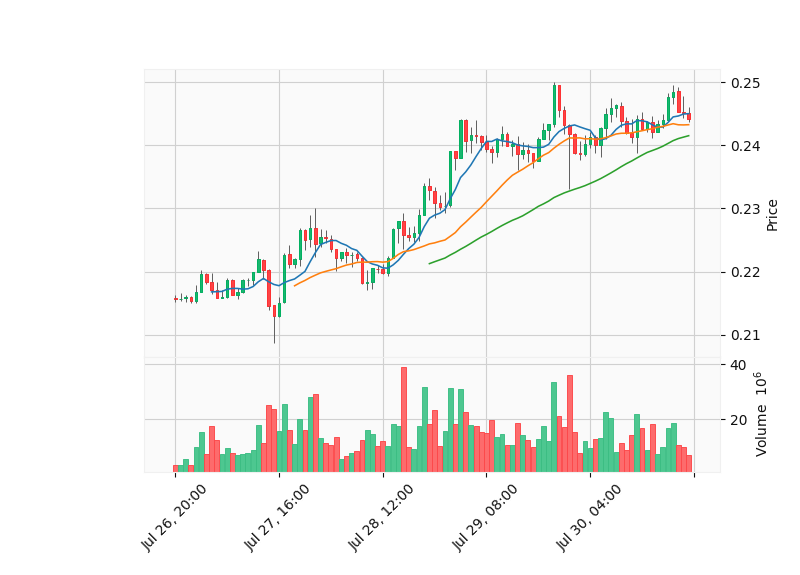 0.25
0.24
0.23
0.22
0.21
Price
40
20
Volume 10^6
Jul 26, 20:00
Jul 27, 16:00
Jul 28, 12:00
Jul 29, 08:00
Jul 30, 04:00